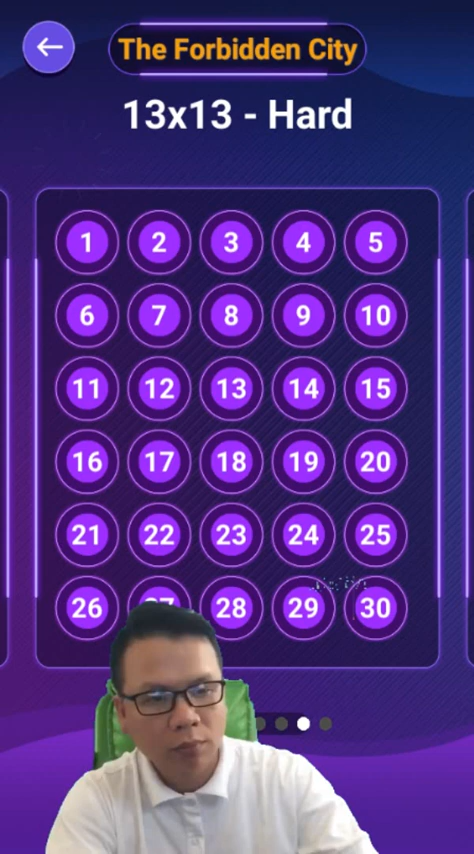 The Forbidden City
13x13 - Hard
1 2 3 4 5
6 7 8 9 10
11 12 13 14 15
16 17 18 19 20
21 22 23 24 25
26 27 28 29 30